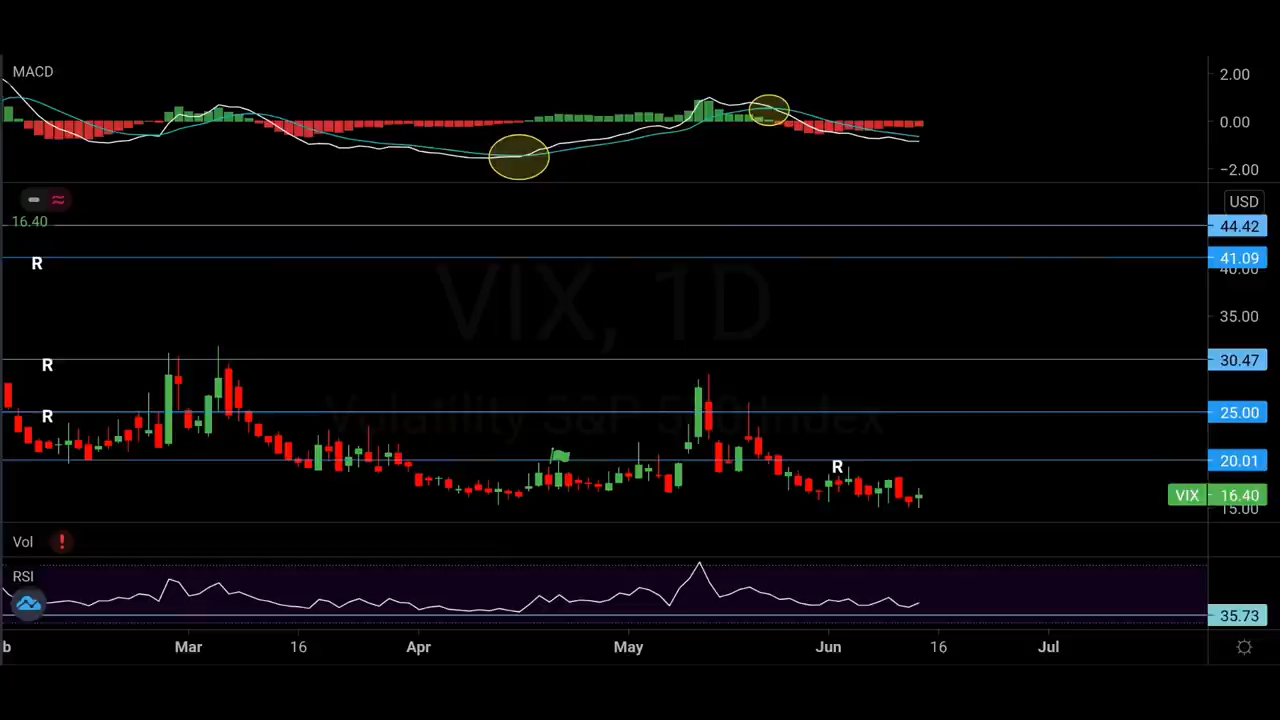 MACD
2.00
0.00
−2.00
USD
16.40
44.42
R
41.09
40.00
VIX, 1D
35.00
R
30.47
R
25.00
Volatility S&P 500 Index
20.01
R
VIX 16.40
15.00
Vol !
RSI
35.73
b Mar 16 Apr May Jun 16 Jul